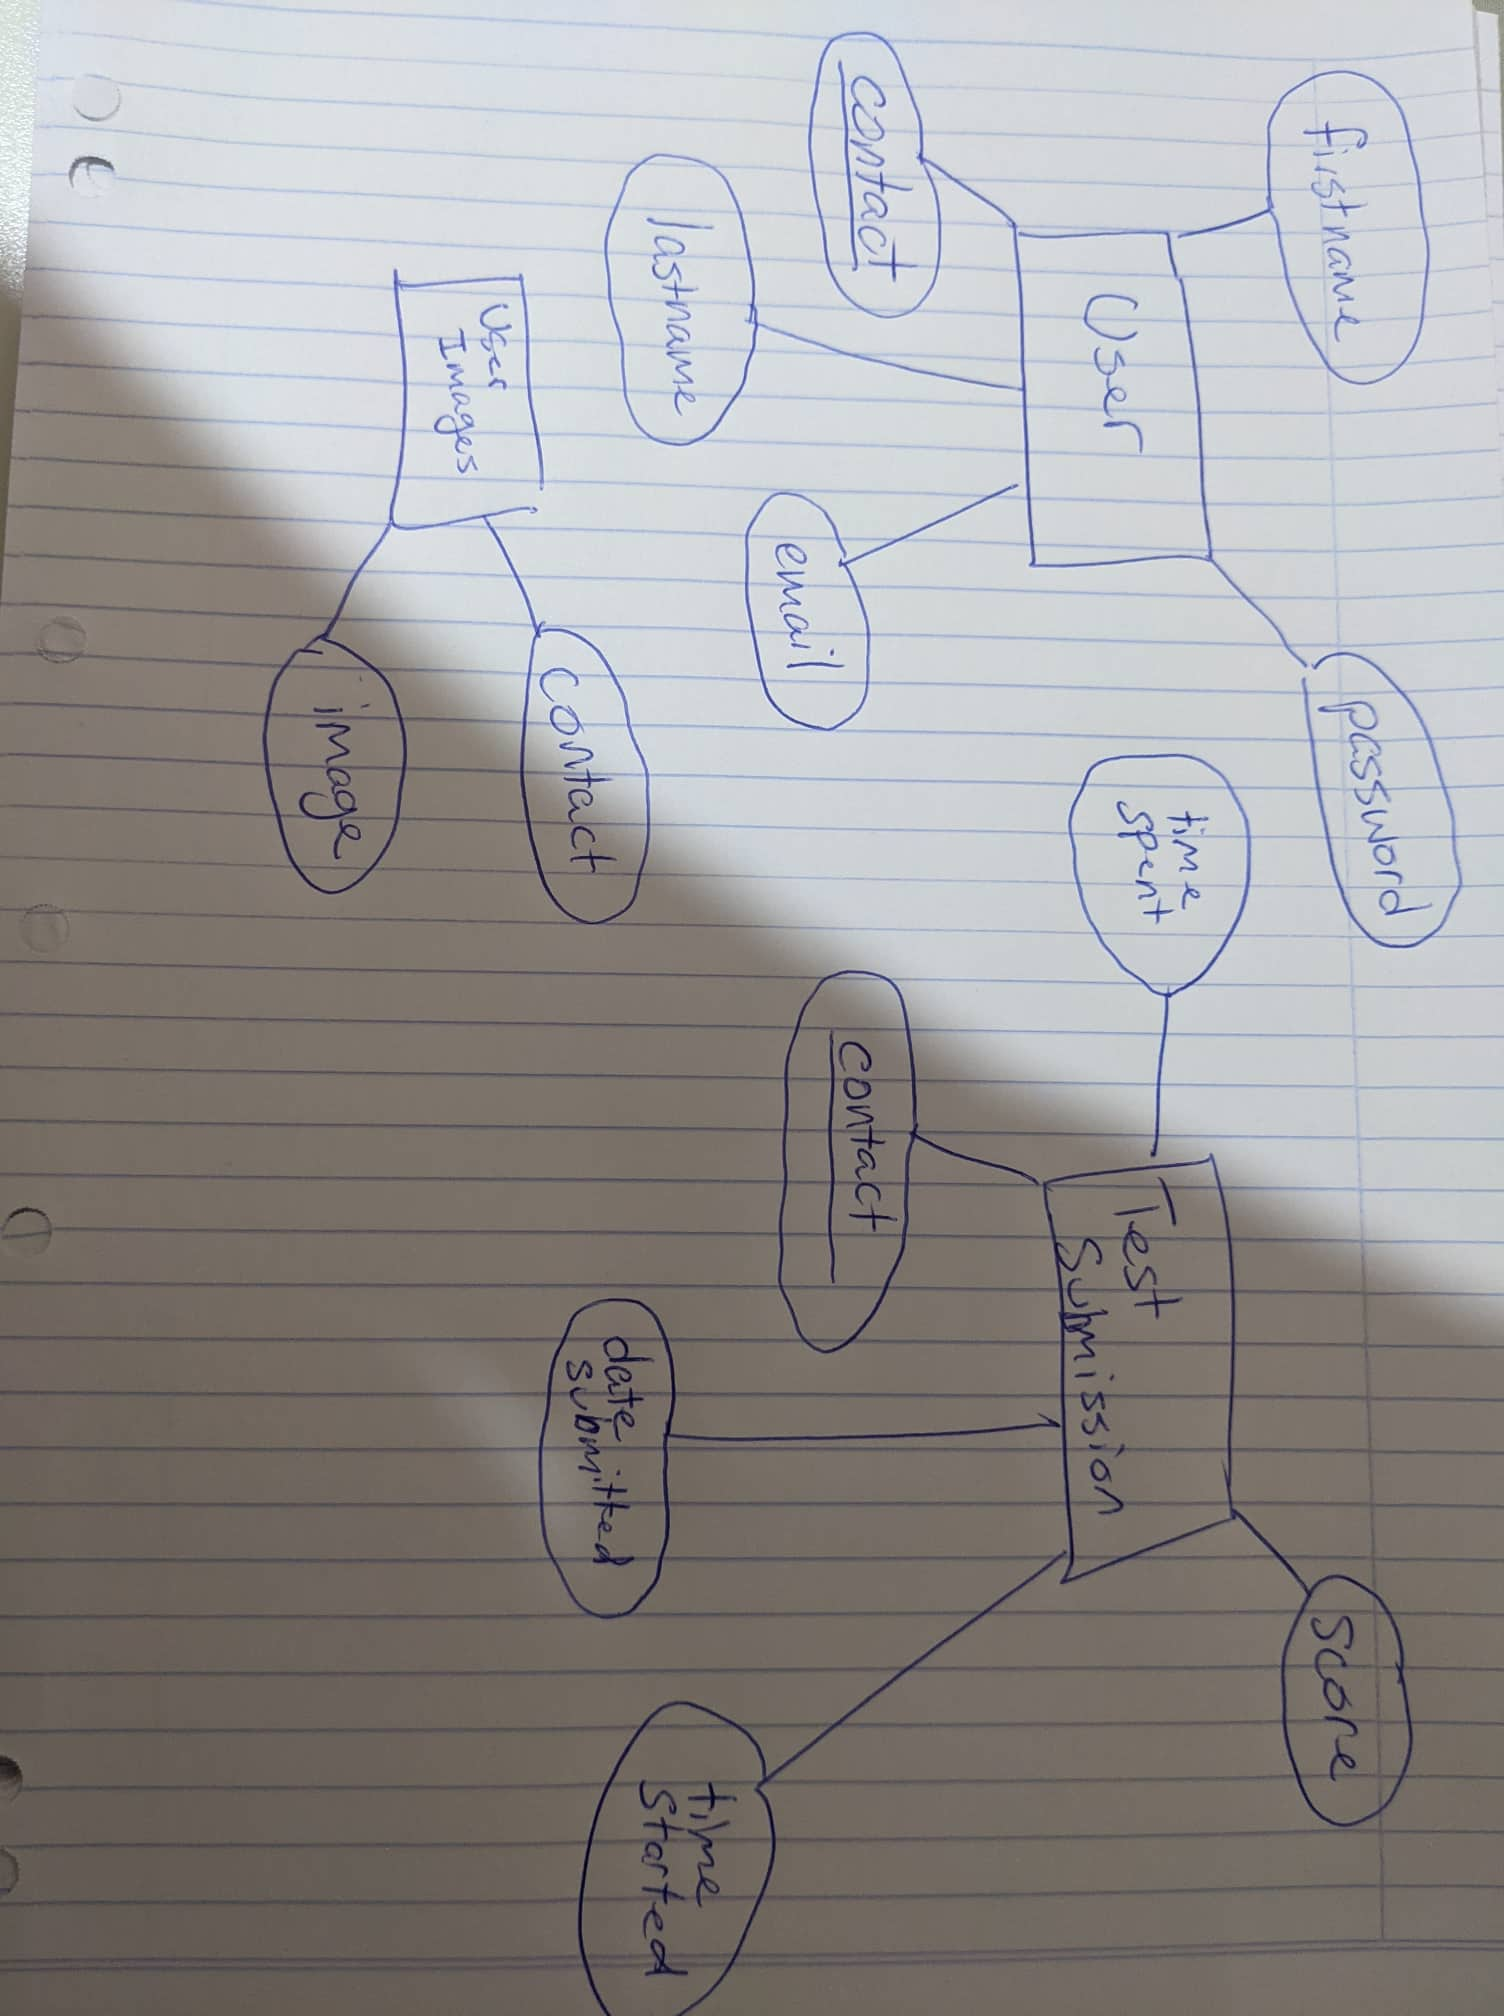 firstname
password
User
contact
lastname
email
User
Images
contact
image
time
spent
Test
Submission
score
contact
date
submitted
time
started